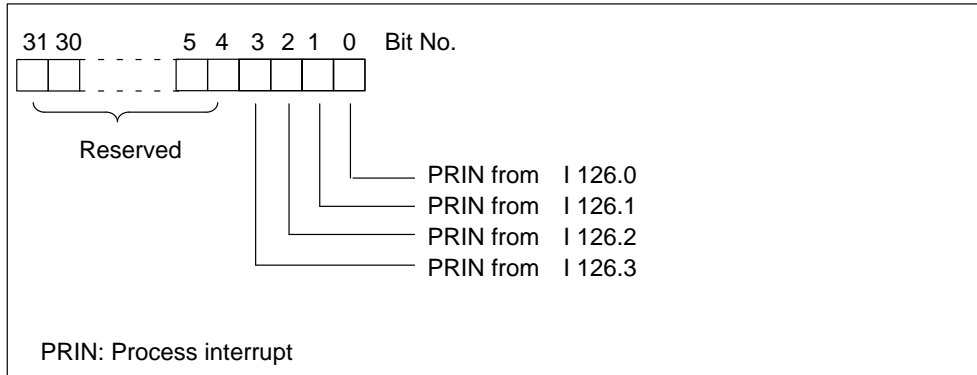 31 30 5 4 3 2 1 0 Bit No.
Reserved
PRIN from I 126.0
PRIN from I 126.1
PRIN from I 126.2
PRIN from I 126.3
PRIN: Process interrupt